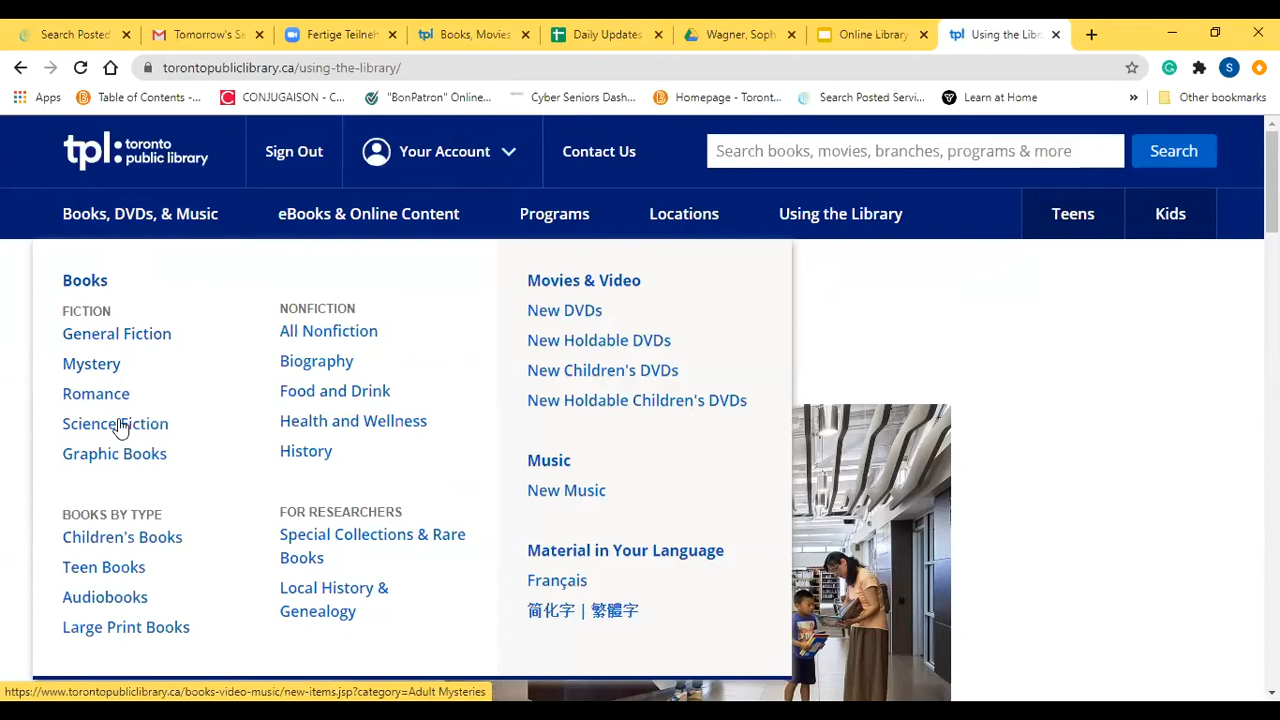 Search Posted
Tomorrow's Se
Fertige Teilneh
tpl Books, Movies
Daily Updates
Wagner, Soph
Online Library
tpl Using the Libr
torontopubliclibrary.ca/using-the-library/
S
Apps
Table of Contents -...
CONJUGAISON - C...
"BonPatron" Online...
Cyber Seniors Dash...
Homepage - Toront...
Search Posted Servi...
Learn at Home
»
Other bookmarks
tpl: toronto
public library
Sign Out
Your Account
Contact Us
Search books, movies, branches, programs & more
Search
Books, DVDs, & Music
eBooks & Online Content
Programs
Locations
Using the Library
Teens
Kids
Books
FICTION
General Fiction
Mystery
Romance
Science Fiction
Graphic Books
BOOKS BY TYPE
Children's Books
Teen Books
Audiobooks
Large Print Books
NONFICTION
All Nonfiction
Biography
Food and Drink
Health and Wellness
History
FOR RESEARCHERS
Special Collections & Rare
Books
Local History &
Genealogy
Movies & Video
New DVDs
New Holdable DVDs
New Children's DVDs
New Holdable Children's DVDs
Music
New Music
Material in Your Language
Français
简化字 | 繁體字
https://www.torontopubliclibrary.ca/books-video-music/new-items.jsp?category=Adult Mysteries